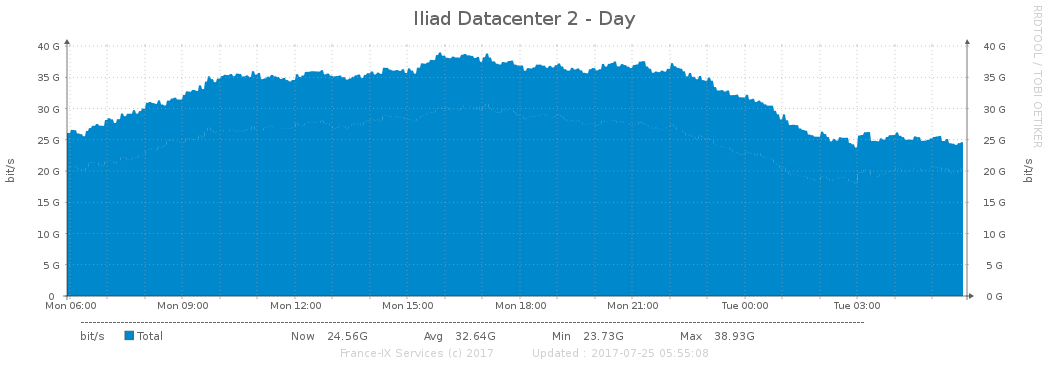 Iliad Datacenter 2 - Day
RRDTOOL / TOBI OETIKER
40 G 40 G
35 G 35 G
30 G 30 G
25 G 25 G
20 G 20 G
15 G 15 G
10 G 10 G
5 G 5 G
0 0 G
bit/s bit/s
Mon 06:00 Mon 09:00 Mon 12:00 Mon 15:00 Mon 18:00 Mon 21:00 Tue 00:00 Tue 03:00
bit/s Total Now 24.56G Avg 32.64G Min 23.73G Max 38.93G
France-IX Services (c) 2017 Updated : 2017-07-25 05:55:08